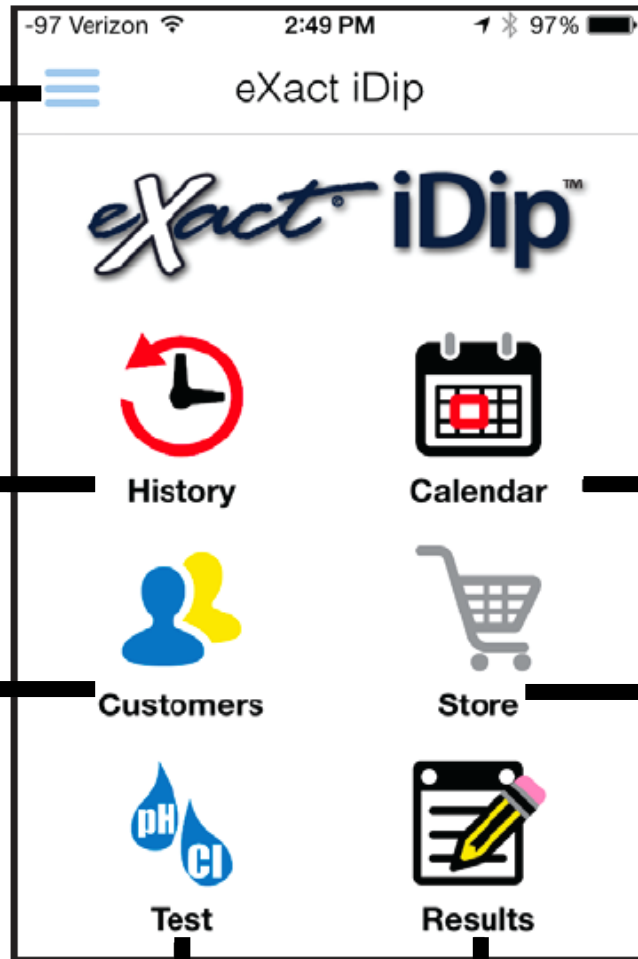 -97 Verizon 2:49 PM 97%
eXact iDip
eXact® iDip™
History Calendar
Customers Store
pH
Cl
Test Results